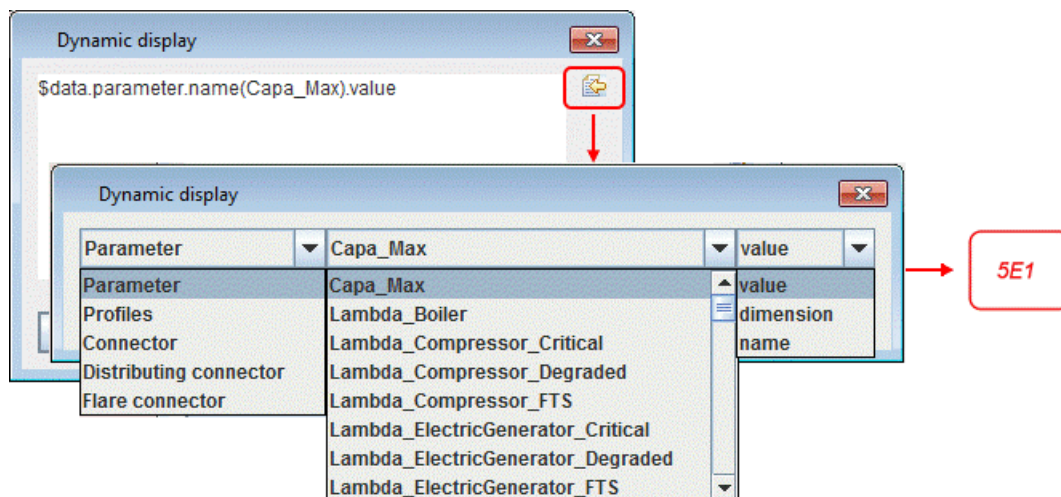 Dynamic display
$data.parameter.name(Capa_Max).value
Dynamic display
Parameter Capa_Max value
Parameter Capa_Max value
Profiles Lambda_Boiler dimension
Connector Lambda_Compressor_Critical name
Distributing connector Lambda_Compressor_Degraded
Flare connector Lambda_Compressor_FTS
Lambda_ElectricGenerator_Critical
Lambda_ElectricGenerator_Degraded
Lambda_ElectricGenerator_FTS
5E1